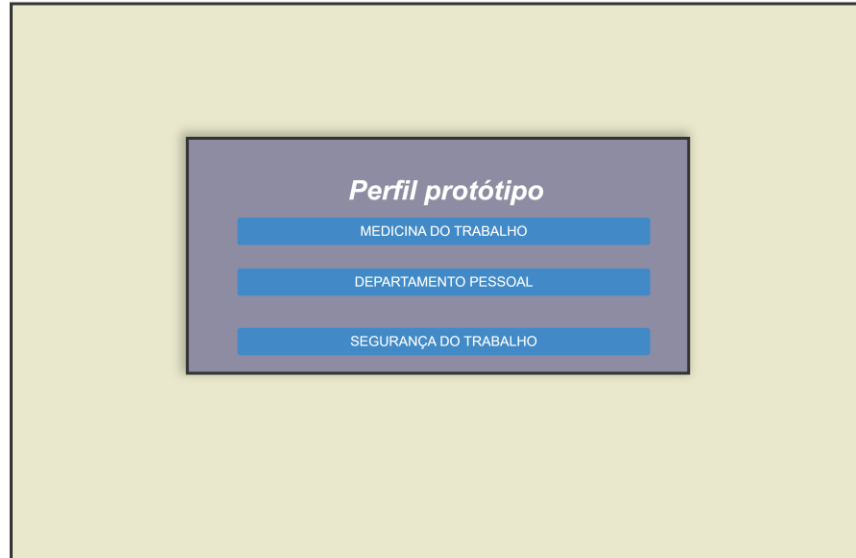 Perfil protótipo
MEDICINA DO TRABALHO
DEPARTAMENTO PESSOAL
SEGURANÇA DO TRABALHO